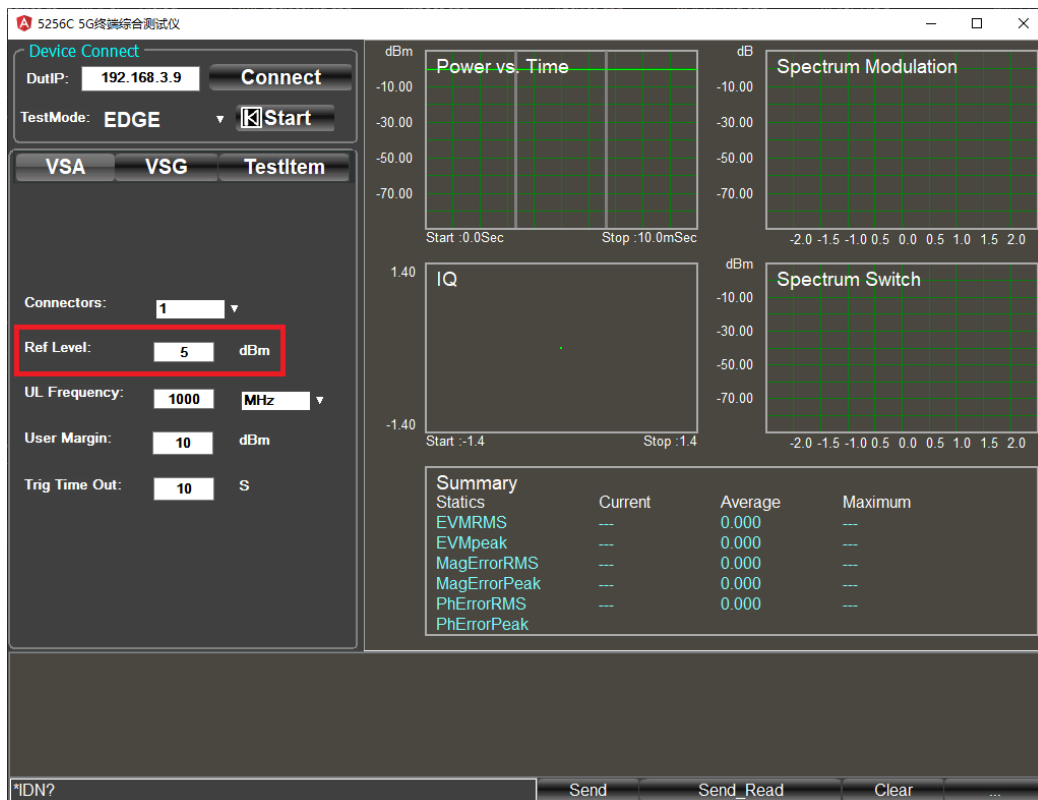 5256C 5G终端综合测试仪
Device Connect
DutIP: 192.168.3.9 Connect
TestMode: EDGE Start
VSA VSG TestItem
Connectors: 1
Ref Level: 5 dBm
UL Frequency: 1000 MHz
User Margin: 10 dBm
Trig Time Out: 10 S
dBm
Power vs. Time
-10.00
-30.00
-50.00
-70.00
Start :0.0Sec Stop :10.0mSec
dB
Spectrum Modulation
-10.00
-30.00
-50.00
-70.00
-2.0 -1.5 -1.0 0.5 0.0 0.5 1.0 1.5 2.0
1.40
IQ
-1.40
Start :-1.4 Stop :1.4
dBm
Spectrum Switch
-10.00
-30.00
-50.00
-70.00
-2.0 -1.5 -1.0 0.5 0.0 0.5 1.0 1.5 2.0
Summary
Statics Current Average Maximum
EVMRMS --- 0.000 ---
EVMpeak --- 0.000 ---
MagErrorRMS --- 0.000 ---
MagErrorPeak --- 0.000 ---
PhErrorRMS --- 0.000 ---
PhErrorPeak
*IDN? Send Send_Read Clear ...